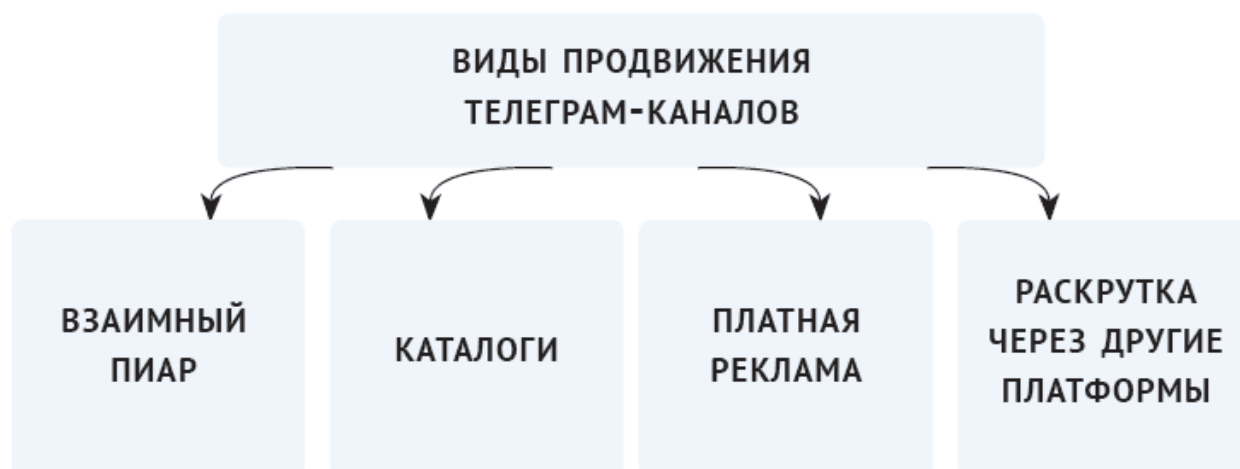 ВИДЫ ПРОДВИЖЕНИЯ
ТЕЛЕГРАМ-КАНАЛОВ
ВЗАИМНЫЙ
ПИАР
КАТАЛОГИ
ПЛАТНАЯ
РЕКЛАМА
РАСКРУТКА
ЧЕРЕЗ ДРУГИЕ
ПЛАТФОРМЫ